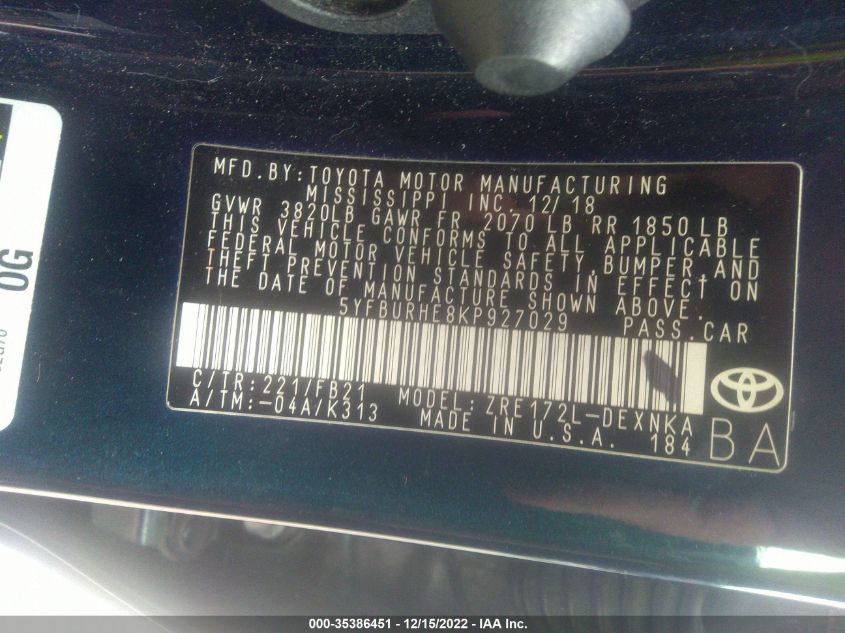 MFD.BY:TOYOTA MOTOR MANUFACTURING
MISSISSIPPI INC. 12/18
GVWR 3820LB GAWR FR 2070 LB RR 1850 LB
THIS VEHICLE CONFORMS TO ALL APPLICABLE
FEDERAL MOTOR VEHICLE SAFETY,BUMPER,AND
THEFT PREVENTION STANDARDS IN EFFECT ON
THE DATE OF MANUFACTURE SHOWN ABOVE.
5YFBURHE8KP927029 PASS.CAR
C/TR:221/FB21 MODEL:ZRE172L-DEXNKA
A/TM:-04A/K313 MADE IN U.S.A. 184
BA
0G
000-35386451 - 12/15/2022 - IAA Inc.